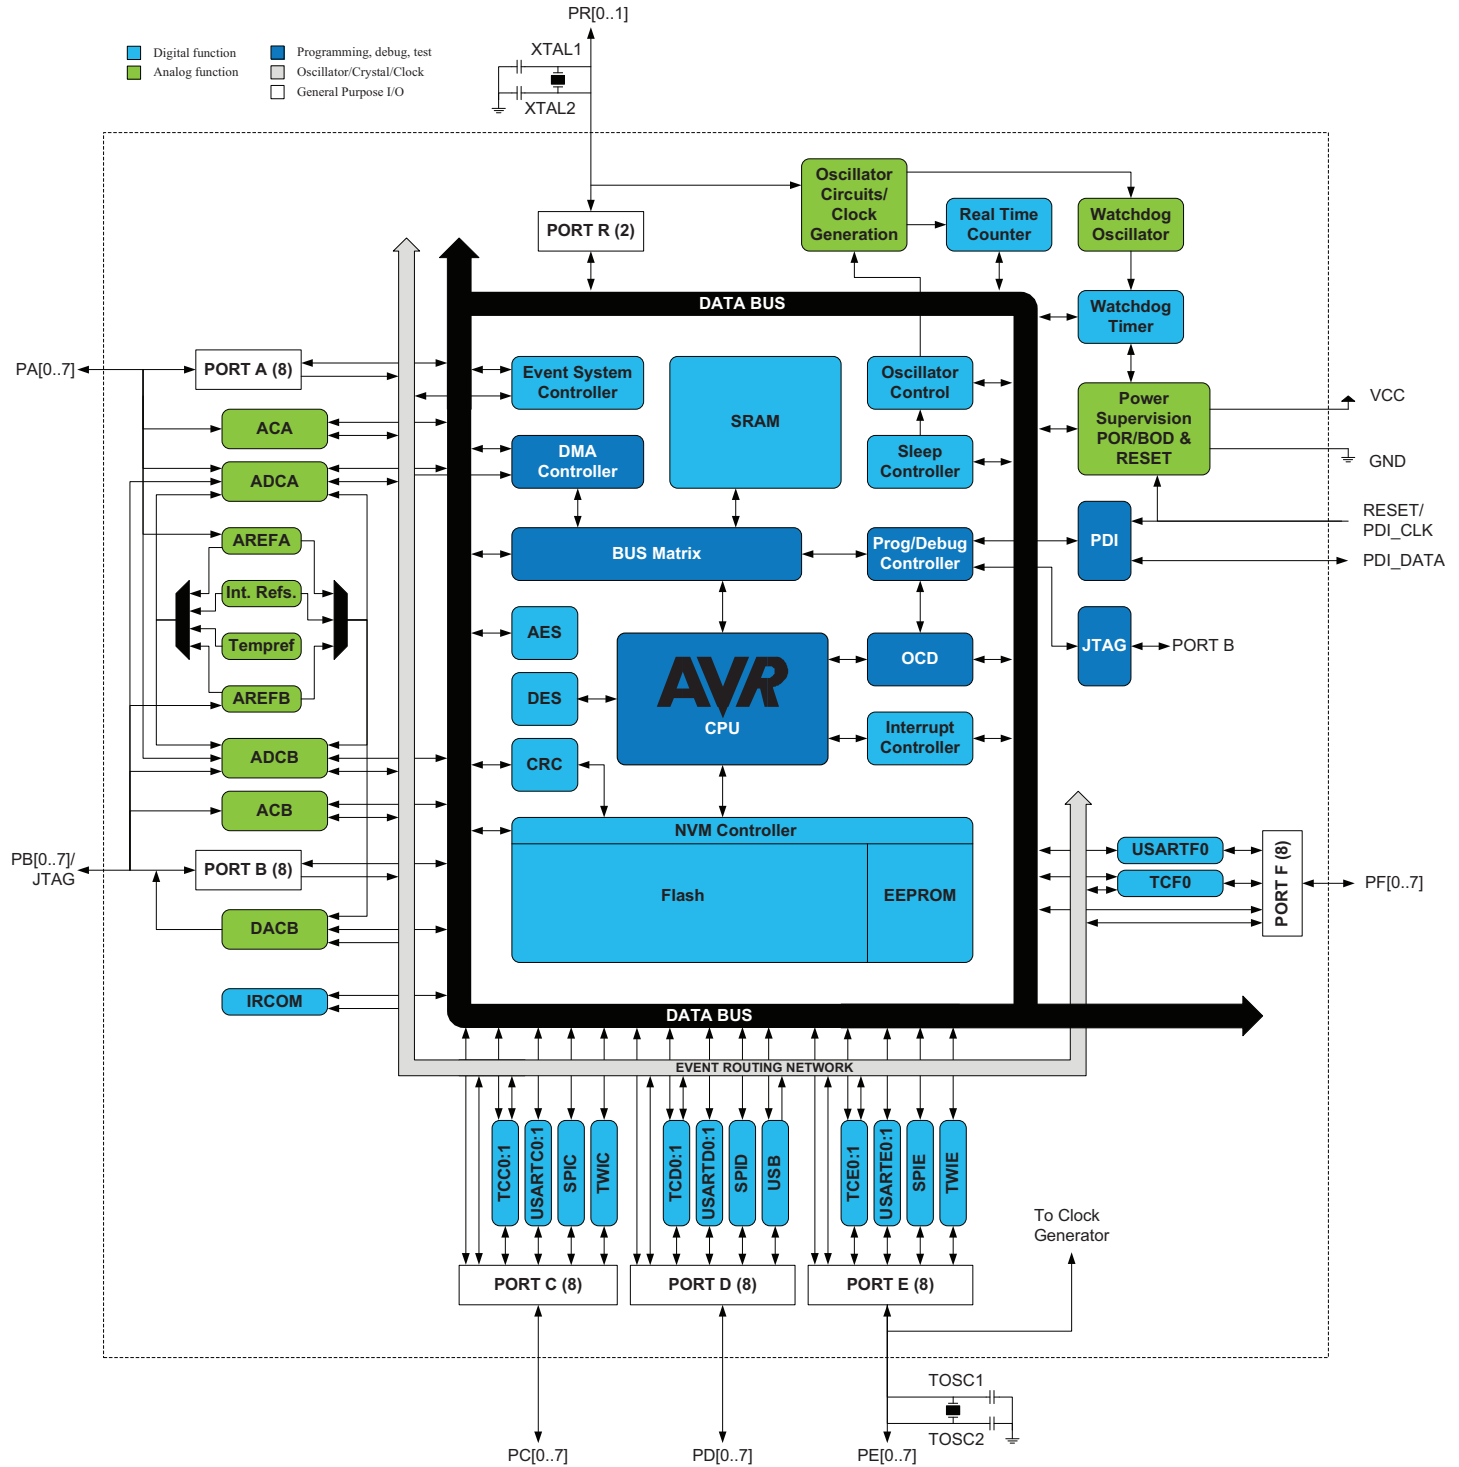 PR[0..1]
Digital function
Programming, debug, test
Analog function
Oscillator/Crystal/Clock
General Purpose I/O
XTAL1
XTAL2
PORT R (2)
Oscillator
Circuits/
Clock
Generation
Real Time
Counter
Watchdog
Oscillator
DATA BUS
Watchdog
Timer
PA[0..7]
PORT A (8)
Event System
Controller
SRAM
Oscillator
Control
Power
Supervision
POR/BOD &
RESET
VCC
GND
ACA
DMA
Controller
Sleep
Controller
ADCA
RESET/
PDI_CLK
PDI_DATA
AREFA
BUS Matrix
Prog/Debug
Controller
PDI
Int. Refs.
Tempref
AREFB
AES
DES
CRC
AVR
CPU
OCD
JTAG
PORT B
Interrupt
Controller
ADCB
ACB
NVM Controller
Flash
EEPROM
PB[0..7]/
JTAG
PORT B (8)
DACB
IRCOM
USARTF0
TCF0
PORT F (8)
PF[0..7]
DATA BUS
EVENT ROUTING NETWORK
TCC0:1
USARTC0:1
SPIC
TWIC
TCD0:1
USARTD0:1
SPID
USB
TCE0:1
USARTE0:1
SPIE
TWIE
To Clock
Generator
PORT C (8)
PORT D (8)
PORT E (8)
TOSC1
TOSC2
PC[0..7]
PD[0..7]
PE[0..7]